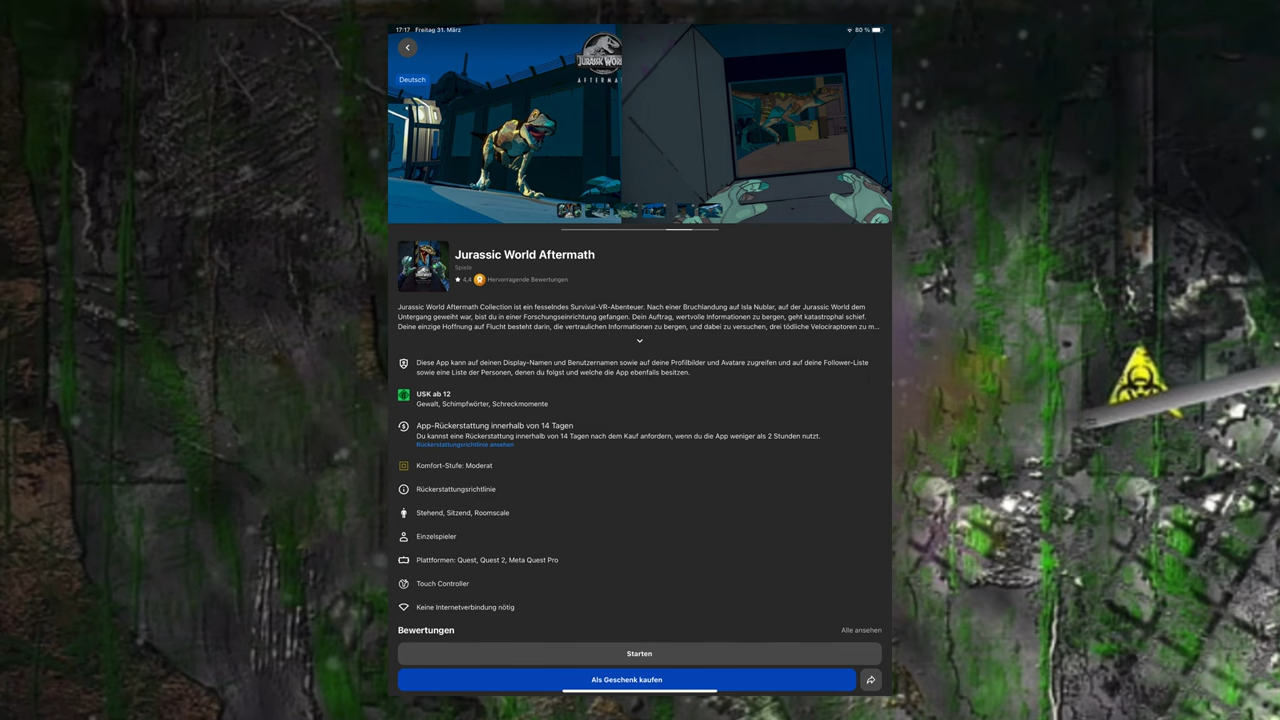 17:17 Freitag 31. März
80 %
Deutsch
JURASSIC WORL
AFTERMA
Jurassic World Aftermath
Spiele
4,4 Hervorragende Bewertungen
Jurassic World Aftermath Collection ist ein fesselndes Survival-VR-Abenteuer. Nach einer Bruchlandung auf Isla Nublar, auf der Jurassic World dem
Untergang geweiht war, bist du in einer Forschungseinrichtung gefangen. Dein Auftrag, wertvolle Informationen zu bergen, geht katastrophal schief.
Deine einzige Hoffnung auf Flucht besteht darin, die vertraulichen Informationen zu bergen, und dabei zu versuchen, drei tödliche Velociraptoren zu m...
Diese App kann auf deinen Display-Namen und Benutzernamen sowie auf deine Profilbilder und Avatare zugreifen und auf deine Follower-Liste
sowie eine Liste der Personen, denen du folgst und welche die App ebenfalls besitzen.
USK ab 12
Gewalt, Schimpfwörter, Schreckmomente
App-Rückerstattung innerhalb von 14 Tagen
Du kannst eine Rückerstattung innerhalb von 14 Tagen nach dem Kauf anfordern, wenn du die App weniger als 2 Stunden nutzt.
Rückerstattungsrichtlinie ansehen
Komfort-Stufe: Moderat
Rückerstattungsrichtlinie
Stehend, Sitzend, Roomscale
Einzelspieler
Plattformen: Quest, Quest 2, Meta Quest Pro
Touch Controller
Keine Internetverbindung nötig
Bewertungen
Alle ansehen
Starten
Als Geschenk kaufen